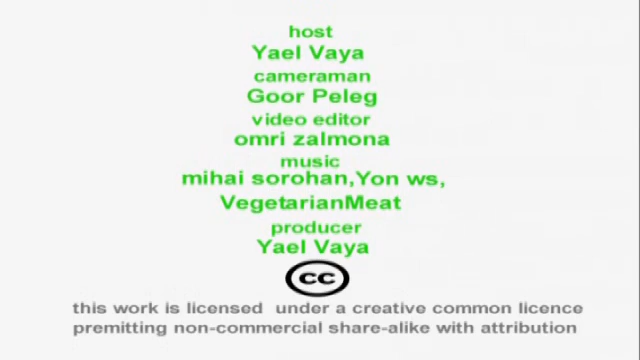 host
Yael Vaya
cameraman
Goor Peleg
video editor
omri zalmona
music
mihai sorohan,Yon ws,
VegetarianMeat
producer
Yael Vaya
cc
this work is licensed under a creative common licence
premitting non-commercial share-alike with attribution